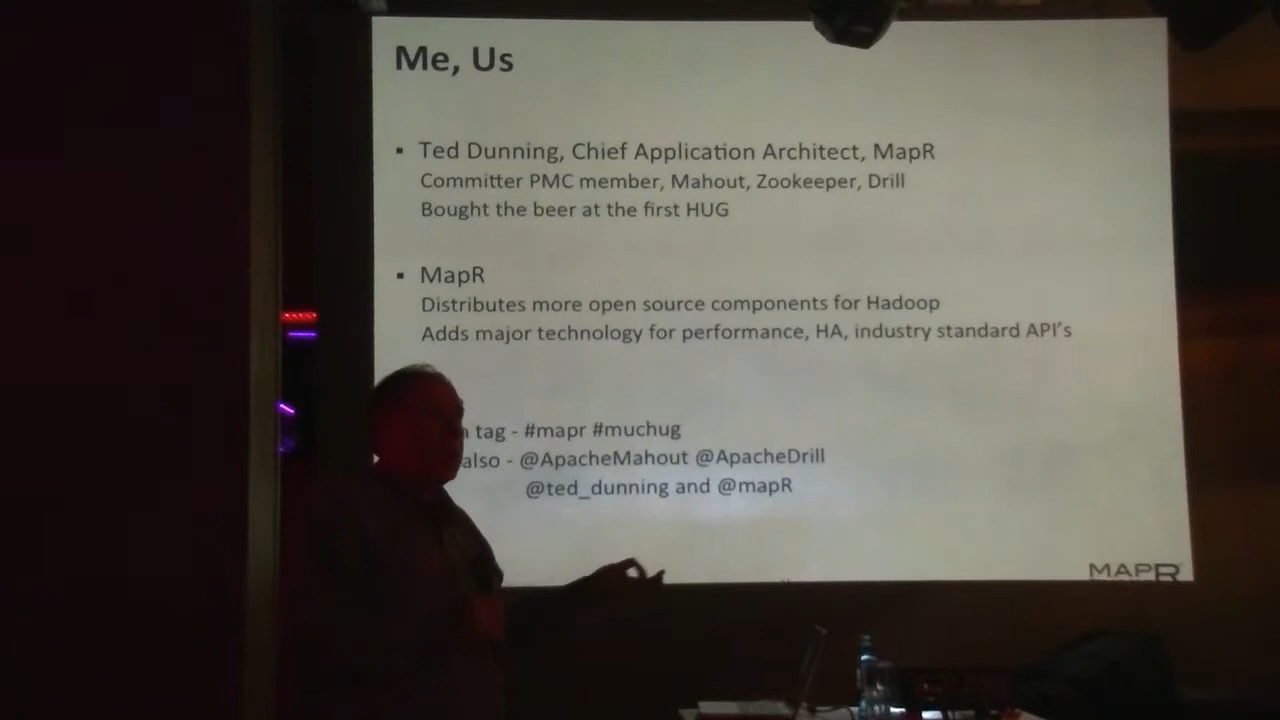 Me, Us
▪ Ted Dunning, Chief Application Architect, MapR
Committer PMC member, Mahout, Zookeeper, Drill
Bought the beer at the first HUG
▪ MapR
Distributes more open source components for Hadoop
Adds major technology for performance, HA, industry standard API's
tag - #mapr #muchug
also - @ApacheMahout @ApacheDrill
@ted_dunning and @mapR
MAPR